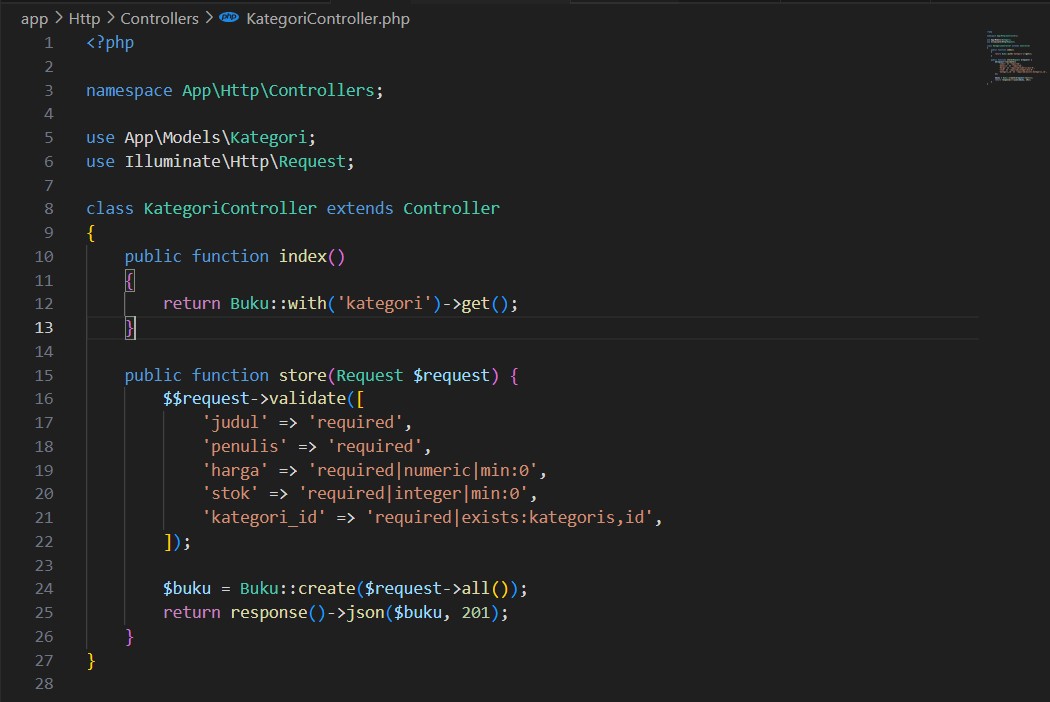 app > Http > Controllers > php KategoriController.php
1 <?php
2
3 namespace App\Http\Controllers;
4
5 use App\Models\Kategori;
6 use Illuminate\Http\Request;
7
8 class KategoriController extends Controller
9 {
10     public function index()
11     {
12         return Buku::with('kategori')->get();
13     }
14
15     public function store(Request $request) {
16         $$request->validate([
17             'judul' => 'required',
18             'penulis' => 'required',
19             'harga' => 'required|numeric|min:0',
20             'stok' => 'required|integer|min:0',
21             'kategori_id' => 'required|exists:kategoris,id',
22         ]);
23
24         $buku = Buku::create($request->all());
25         return response()->json($buku, 201);
26     }
27 }
28